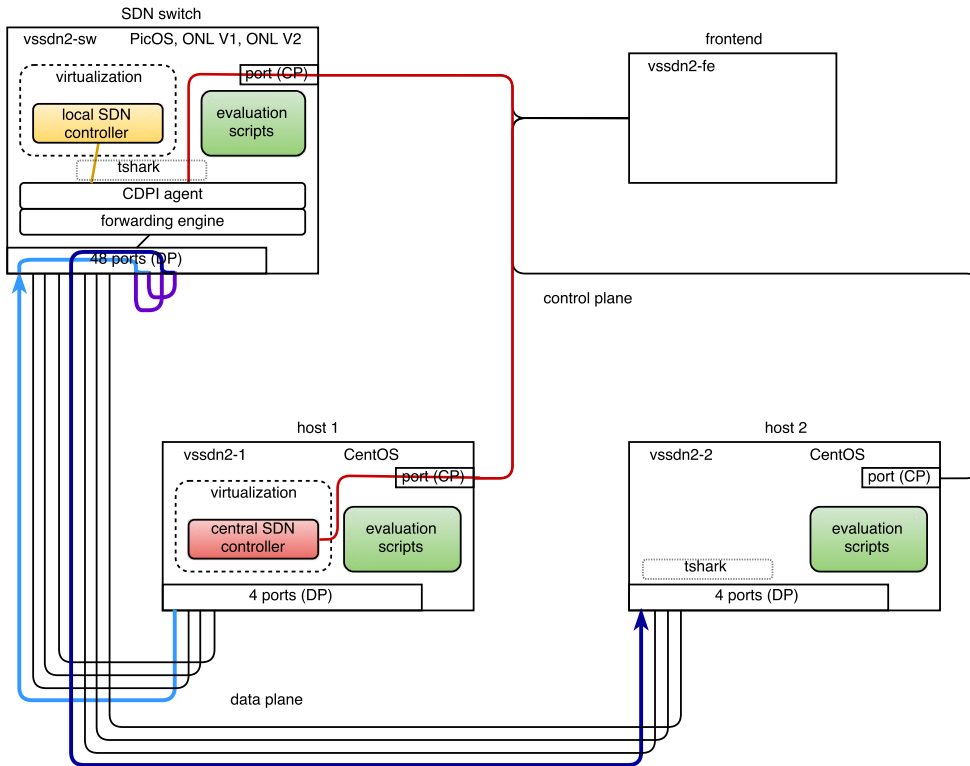 SDN switch
vssdn2-sw PicOS, ONL V1, ONL V2
virtualization
port (CP)
local SDN
controller
evaluation
scripts
tshark
CDPI agent
forwarding engine
48 ports (DP)
frontend
vssdn2-fe
control plane
host 1
vssdn2-1 CentOS
port (CP)
virtualization
central SDN
controller
evaluation
scripts
4 ports (DP)
host 2
vssdn2-2 CentOS
port (CP)
evaluation
scripts
tshark
4 ports (DP)
data plane